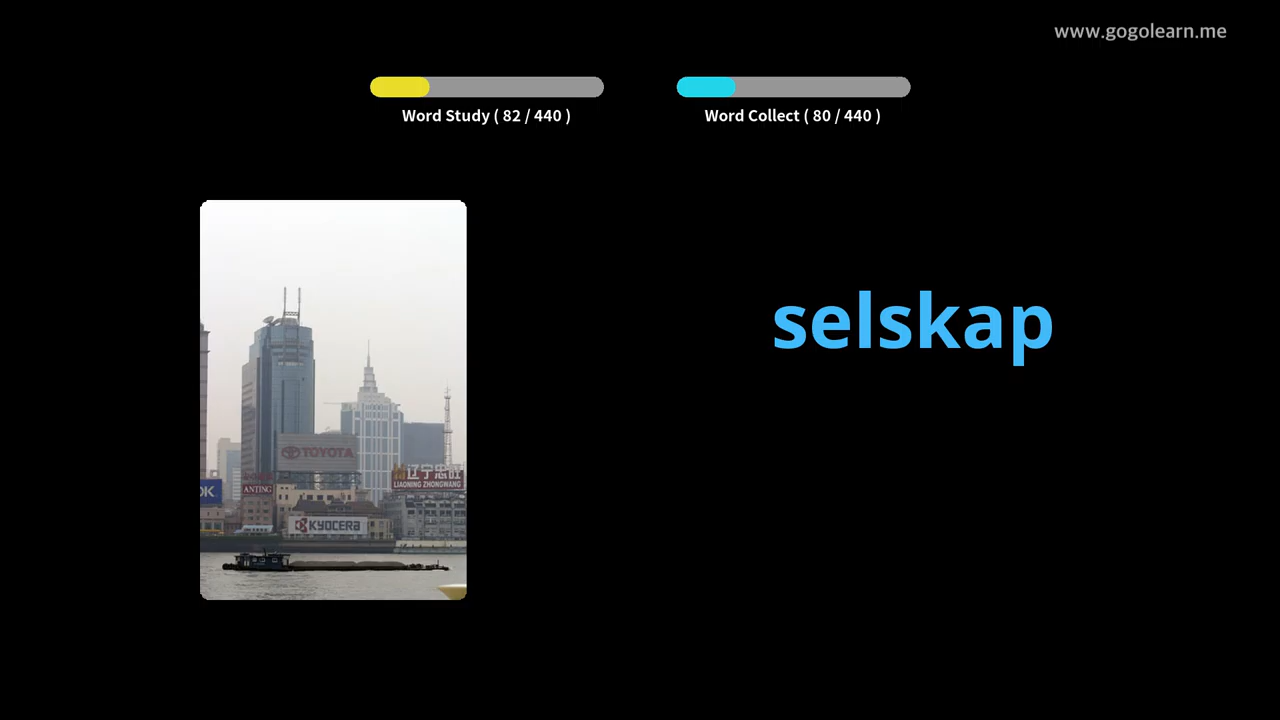 www.gogolearn.me
Word Study ( 82 / 440 )
Word Collect ( 80 / 440 )
selskap
TOYOTA
辽宁忠旺
LIAONING ZHONGWANG
OK
ANTING
KYOCERA